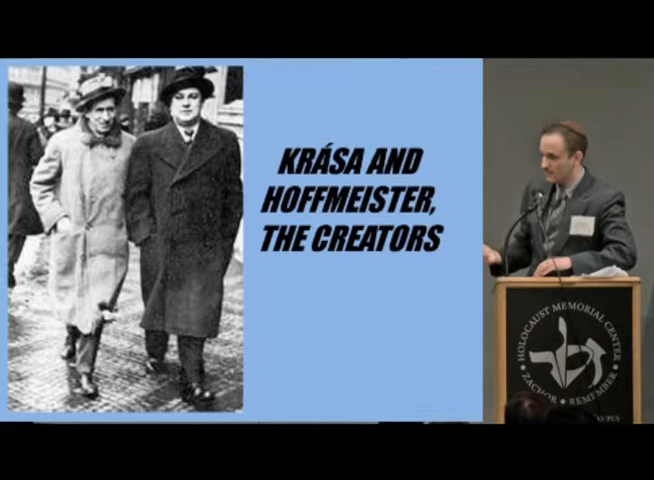 KRÁSA AND
HOFFMEISTER,
THE CREATORS
HOLOCAUST MEMORIAL CENTER
ZACHOR • REMEMBER